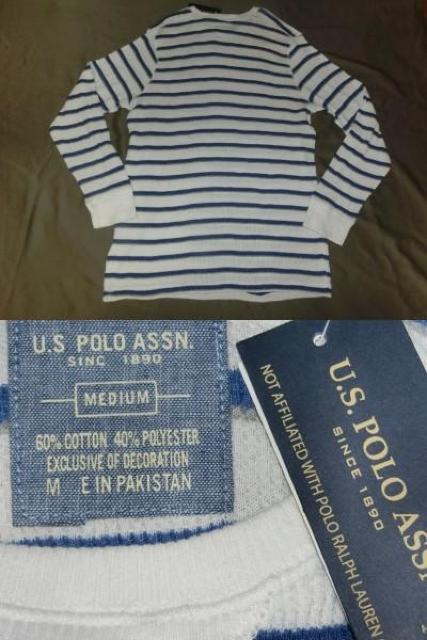 U.S POLO ASSN.
SINC 1890
MEDIUM
60% COTTON 40% POLYESTER
EXCLUSIVE OF DECORATION
M E IN PAKISTAN
U.S. POLO ASS
SINCE 1890
NOT AFFILIATED WITH POLO RALPH LAUREN